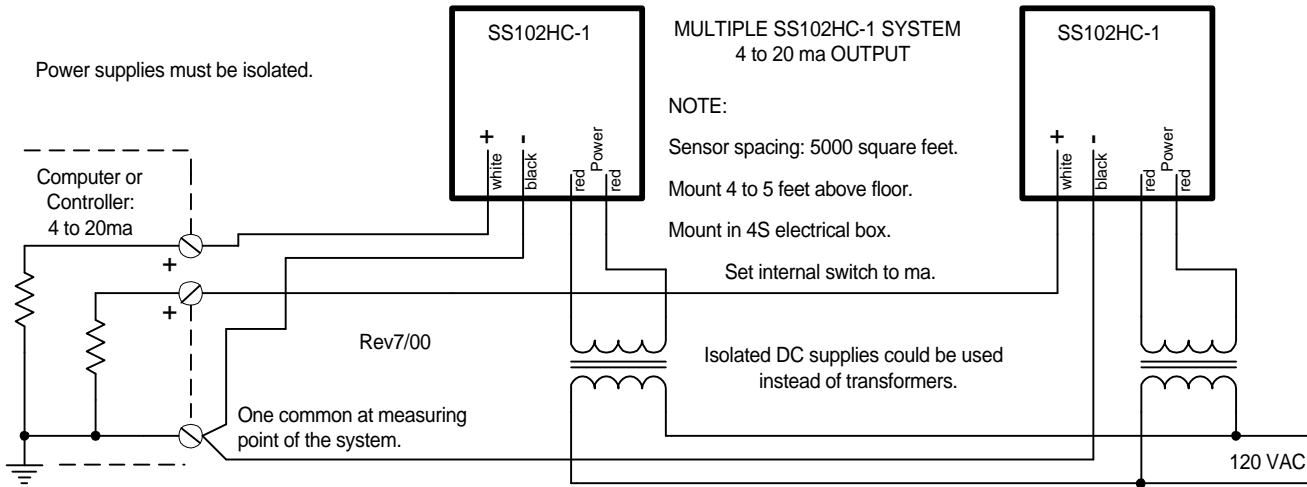 SS102HC-1
MULTIPLE SS102HC-1 SYSTEM
4 to 20 ma OUTPUT
SS102HC-1
Power supplies must be isolated.
NOTE:
Sensor spacing: 5000 square feet.
Mount 4 to 5 feet above floor.
Mount in 4S electrical box.
Set internal switch to ma.
+
-
white
black
red
Power
red
+
-
white
black
red
Power
red
Computer or
Controller:
4 to 20ma
+
+
Rev7/00
Isolated DC supplies could be used
instead of transformers.
One common at measuring
point of the system.
120 VAC